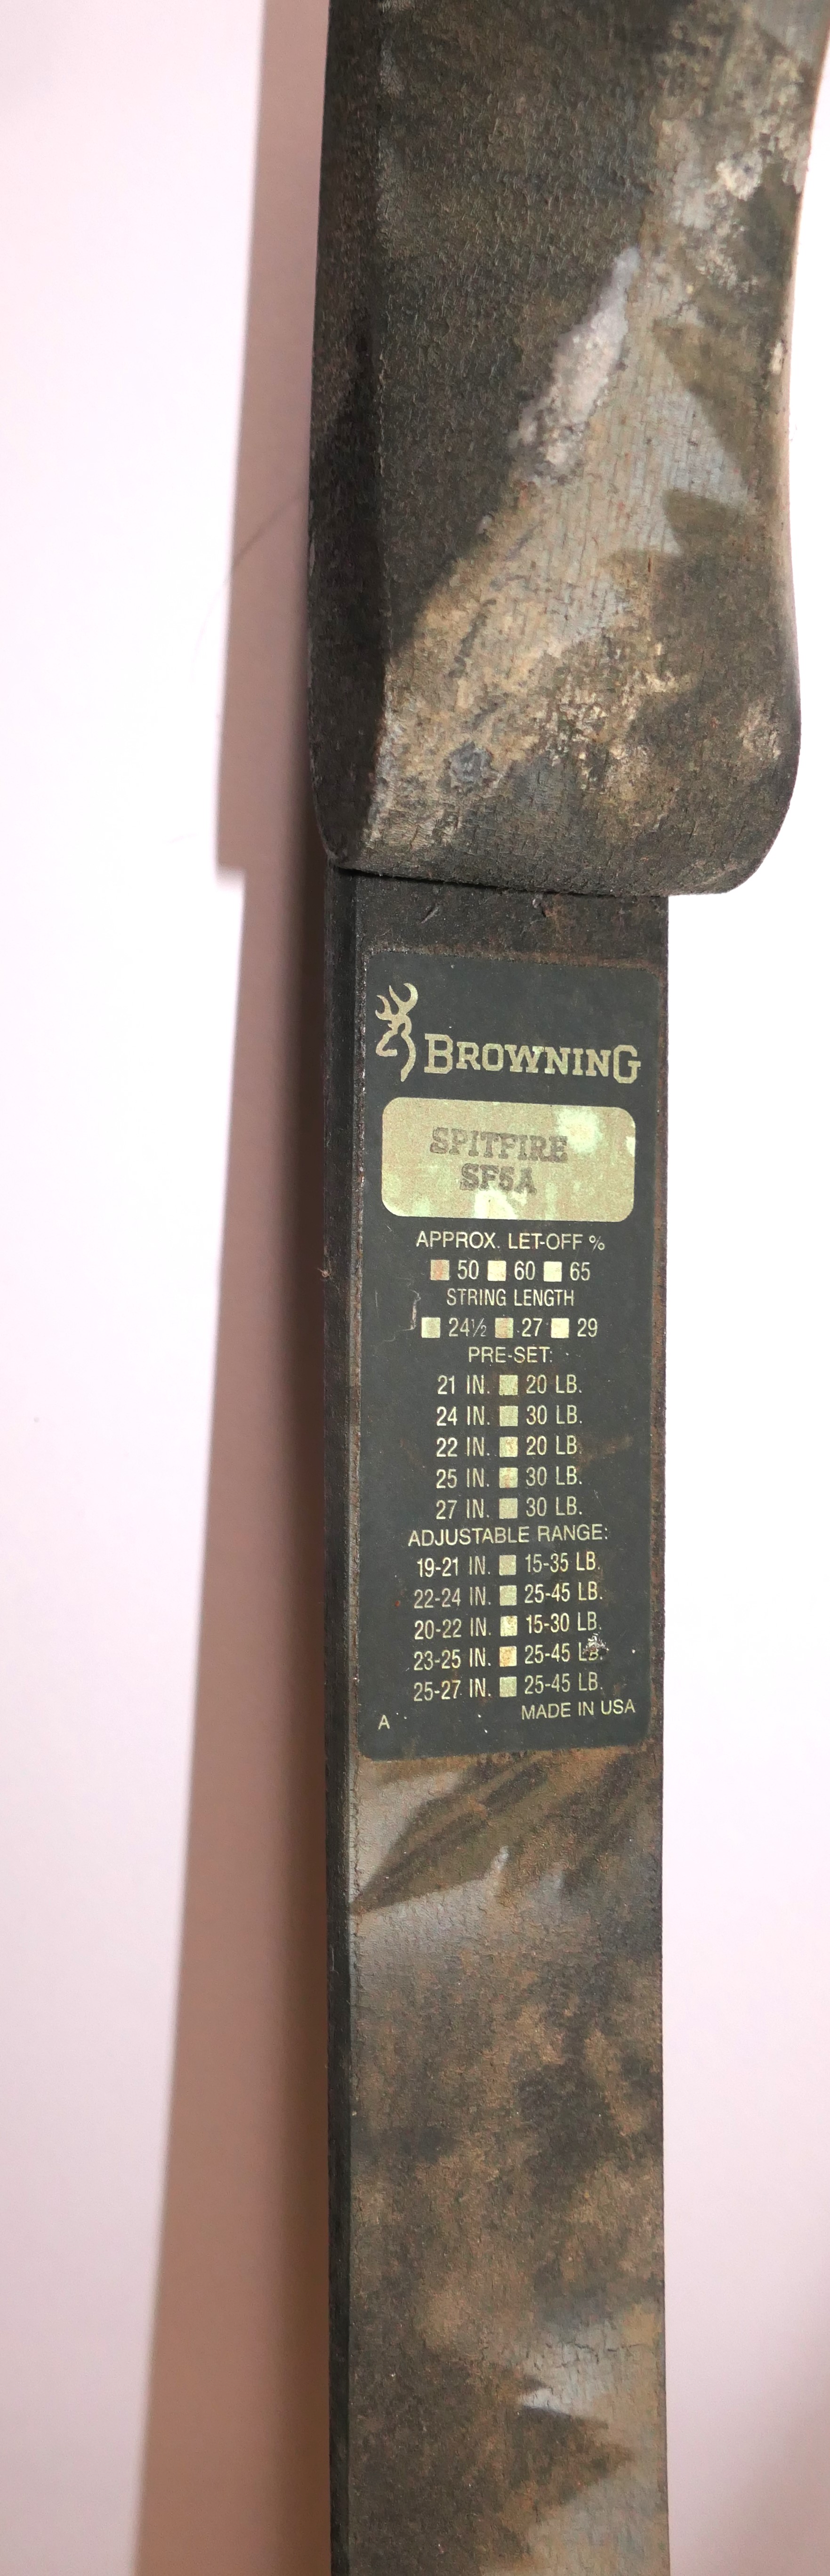 BROWNING
SPITFIRE
SF5A
APPROX. LET-OFF %
50 60 65
STRING LENGTH
24½ 27 29
PRE-SET:
21 IN. 20 LB.
24 IN. 30 LB.
22 IN. 20 LB.
25 IN. 30 LB.
27 IN. 30 LB.
ADJUSTABLE RANGE:
19-21 IN. 15-35 LB.
22-24 IN. 25-45 LB.
20-22 IN. 15-30 LB.
23-25 IN. 25-45 LB.
25-27 IN. 25-45 LB.
A MADE IN USA